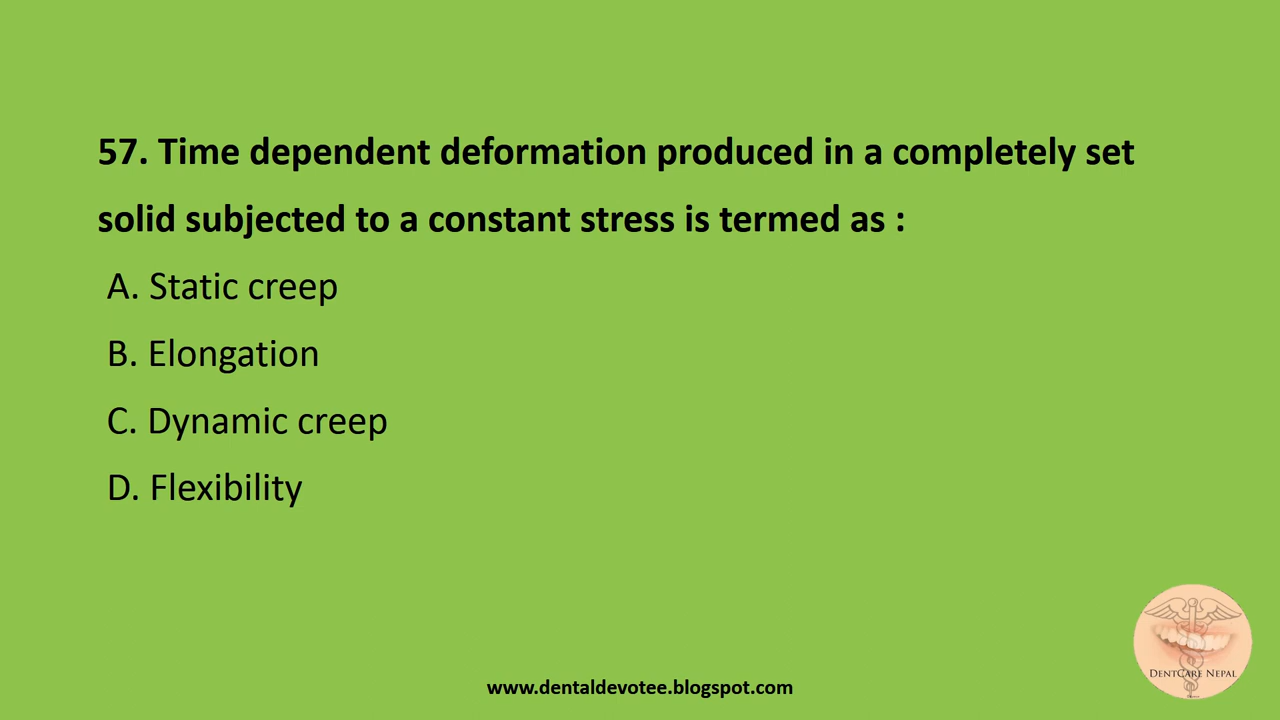 57. Time dependent deformation produced in a completely set
solid subjected to a constant stress is termed as :
A. Static creep
B. Elongation
C. Dynamic creep
D. Flexibility
DENTCARE NEPAL
www.dentaldevotee.blogspot.com